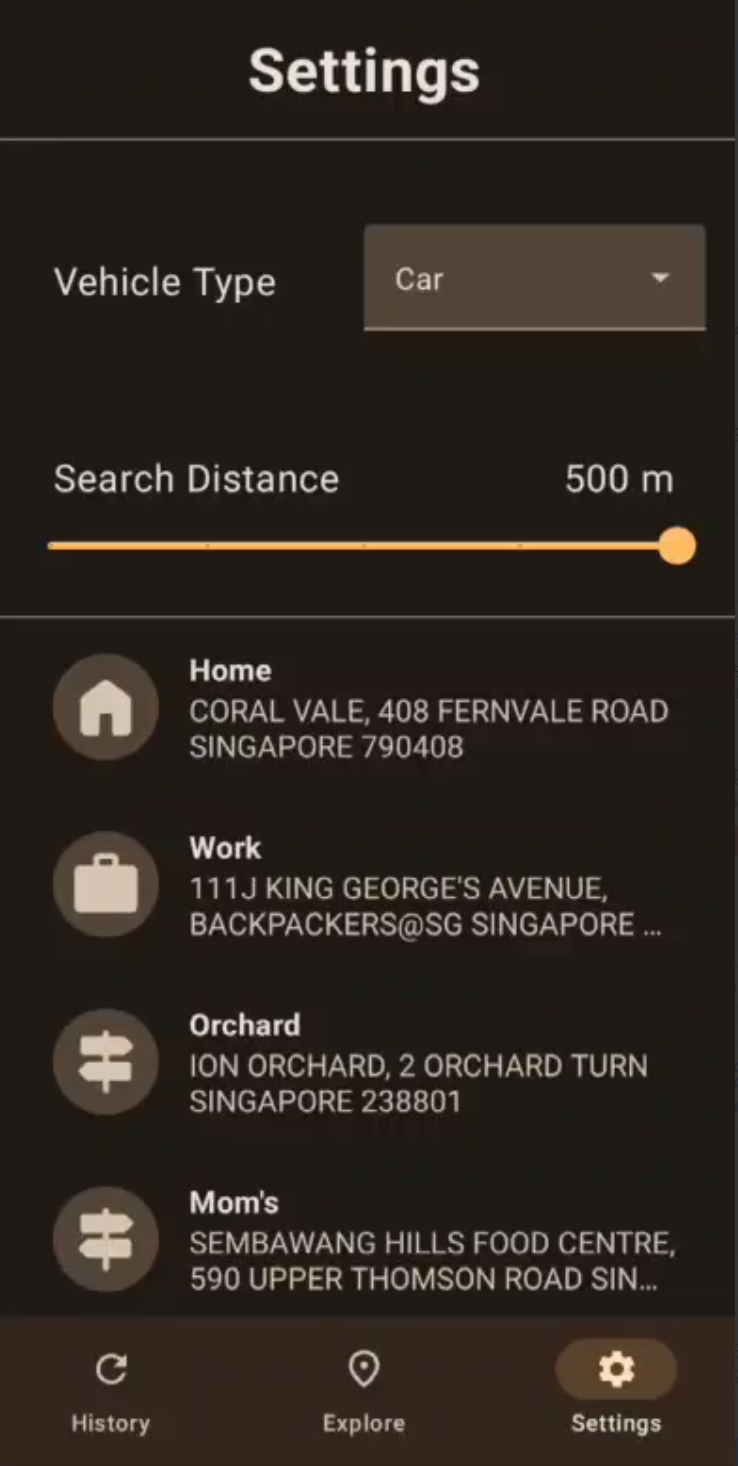 Settings
Vehicle Type
Car
Search Distance
500 m
Home
CORAL VALE, 408 FERNVALE ROAD
SINGAPORE 790408
Work
111J KING GEORGE'S AVENUE,
BACKPACKERS@SG SINGAPORE ...
Orchard
ION ORCHARD, 2 ORCHARD TURN
SINGAPORE 238801
Mom's
SEMBAWANG HILLS FOOD CENTRE,
590 UPPER THOMSON ROAD SIN...
History
Explore
Settings